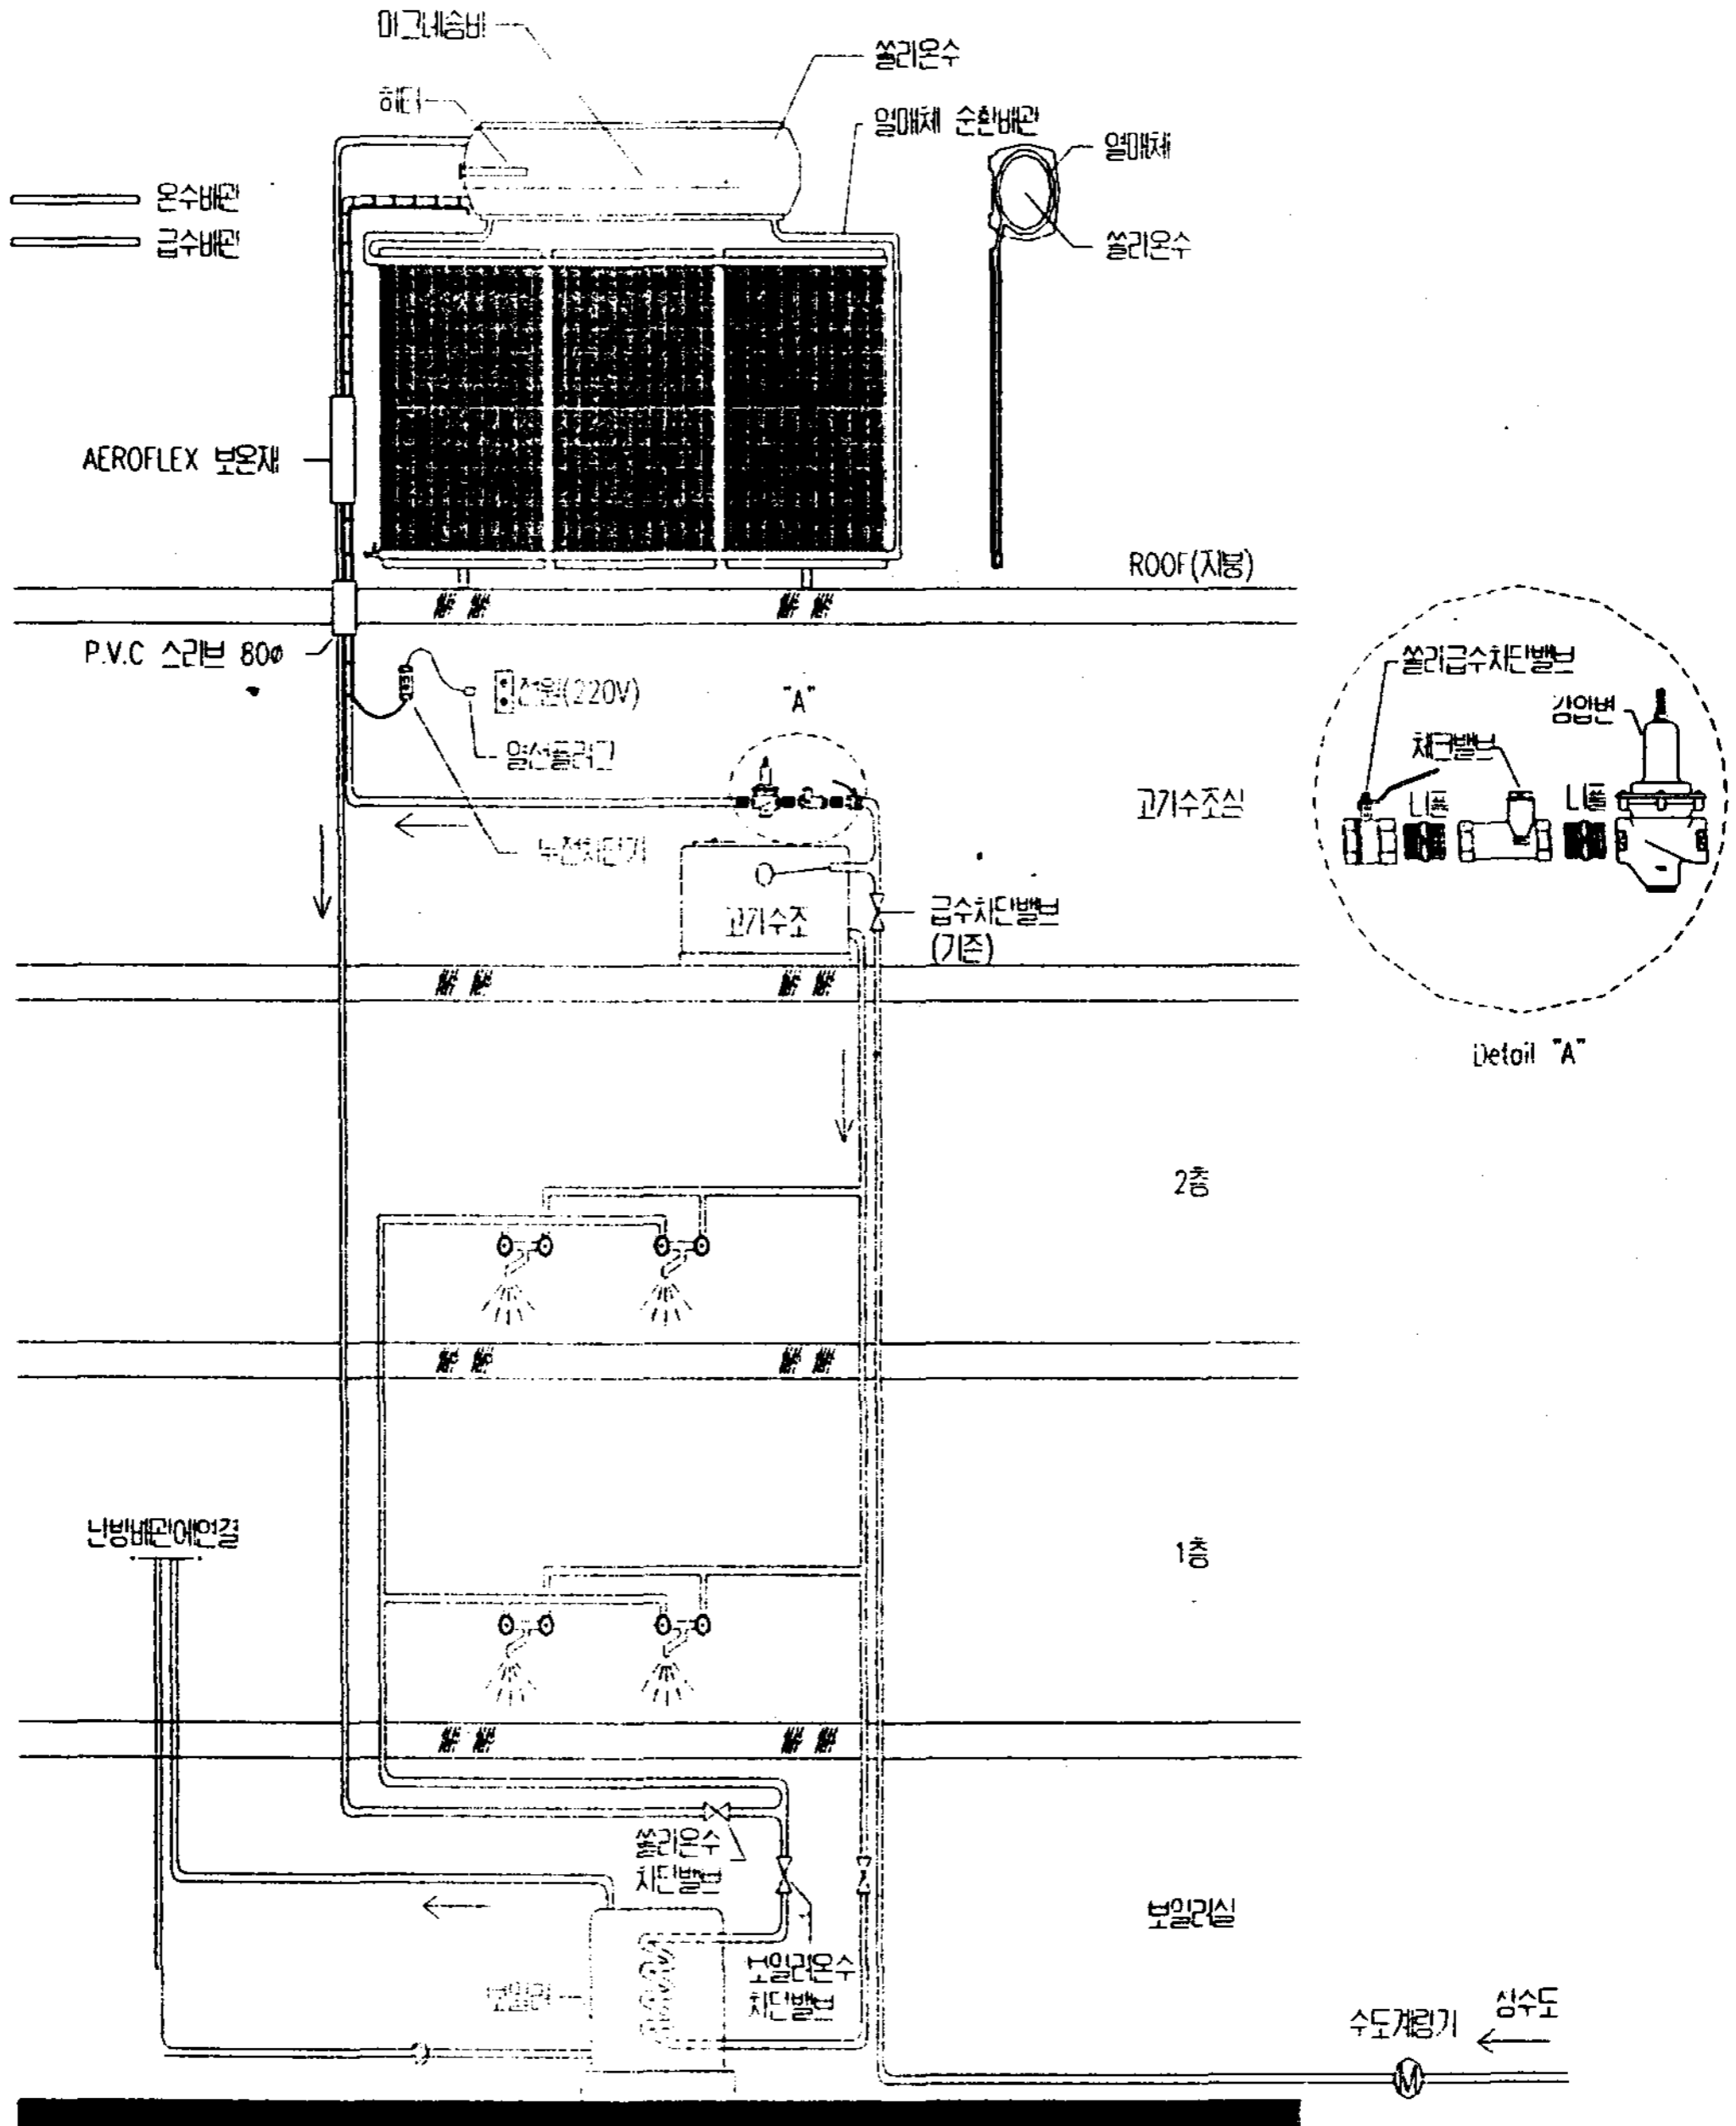 마그네슘바
쏠라온수
히터
열매체 순환배관
열매체
온수배관
쏠라온수
급수배관
AEROFLEX 보온재
ROOF(지붕)
P.V.C 스리브 80ø
쏠라급수차단밸브
전원(220V)
"A"
감압변
체크밸브
열선플러그
고가수조실
니플
니플
누전차단기
고가수조
급수차단밸브
(기존)
Detail "A"
2층
난방배관에연결
1층
쏠라온수
차단밸브
보일러실
보일러온수
차단밸브
보일러
상수도
수도계량기
M